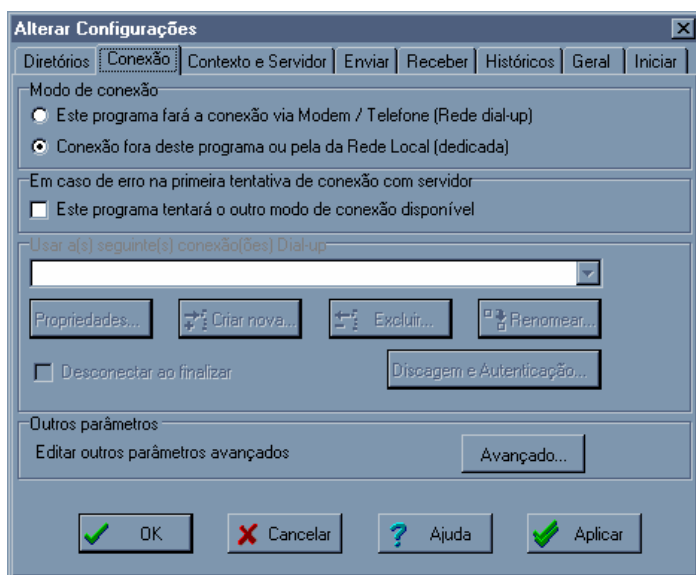 Alterar Configurações
Diretórios Conexão Contexto e Servidor Enviar Receber Históricos Geral Iniciar
Modo de conexão
Este programa fará a conexão via Modem / Telefone (Rede dial-up)
Conexão fora deste programa ou pela da Rede Local (dedicada)
Em caso de erro na primeira tentativa de conexão com servidor
Este programa tentará o outro modo de conexão disponível
Usar a(s) seguinte(s) conexão(ões) Dial-up
Propriedades... Criar nova... Excluir... Renomear...
Desconectar ao finalizar Discagem e Autenticação...
Outros parâmetros
Editar outros parâmetros avançados Avançado...
OK Cancelar Ajuda Aplicar